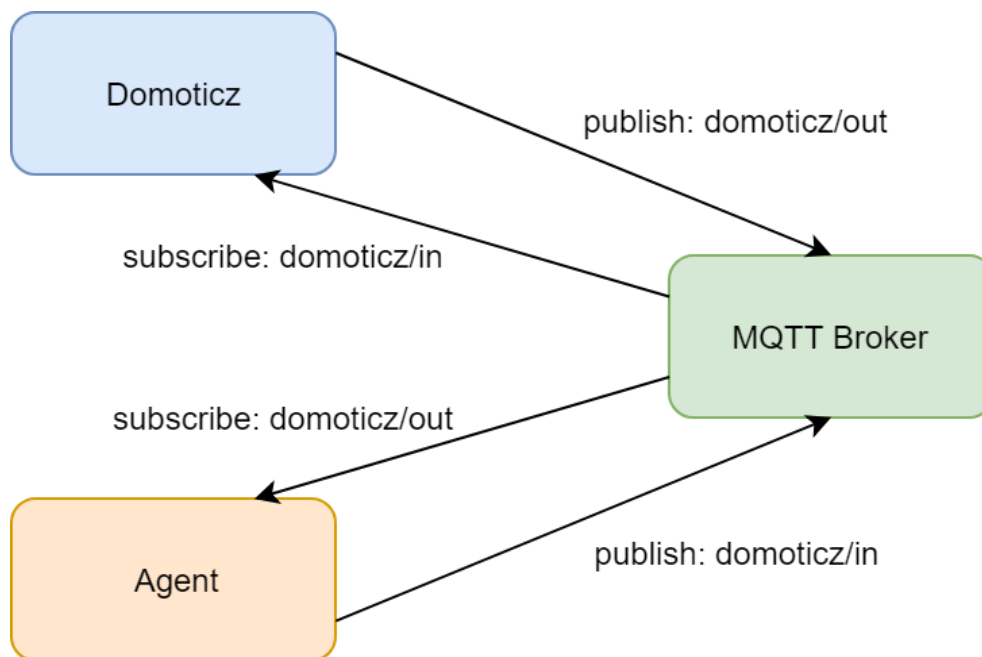 Domoticz
publish: domoticz/out
subscribe: domoticz/in
MQTT Broker
subscribe: domoticz/out
publish: domoticz/in
Agent